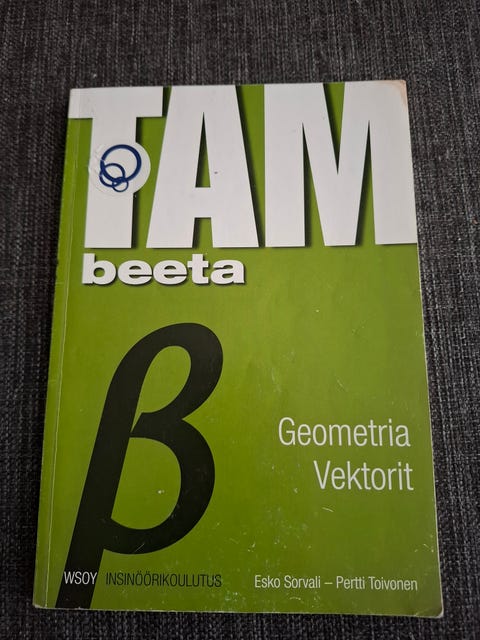 TAM
beeta
β
Geometria
Vektorit
WSOY INSINÖÖRIKOULUTUS
Esko Sorvali – Pertti Toivonen